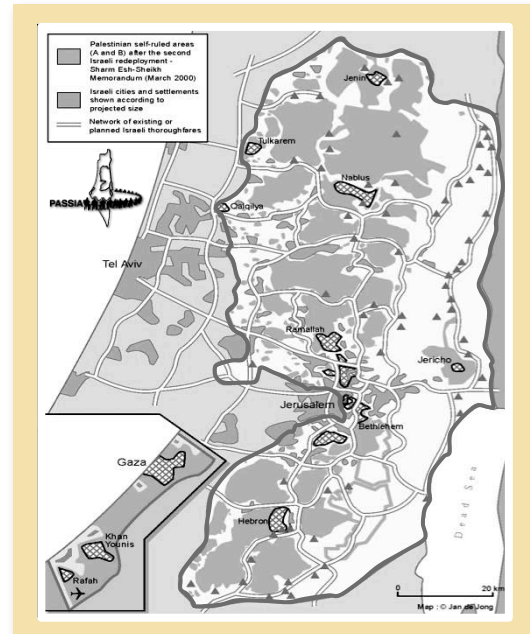 Palestinian self-ruled areas
(A and B) after the second
Israeli redeployment -
Sharm Esh-Sheikh
Memorandum (March 2000)
Israeli cities and settlements
shown according to
projected size
Network of existing or
planned Israeli thoroughfares
PASSIA
Jenin
Tulkarem
Nablus
Qalqilya
Tel Aviv
Ramallah
Jericho
Jerusalem
Bethlehem
Gaza
Khan
Younis
Rafah
Hebron
Dead Sea
0 20 km
Map : © Jan de Jong